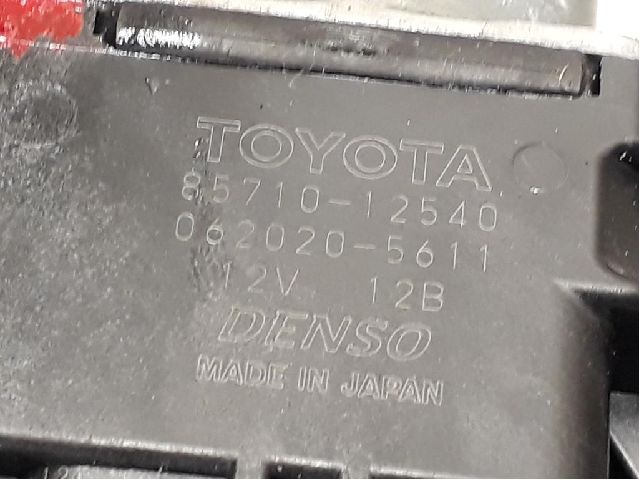 TOYOTA
85710-12540
062020-5611
12V 12B
DENSO
MADE IN JAPAN